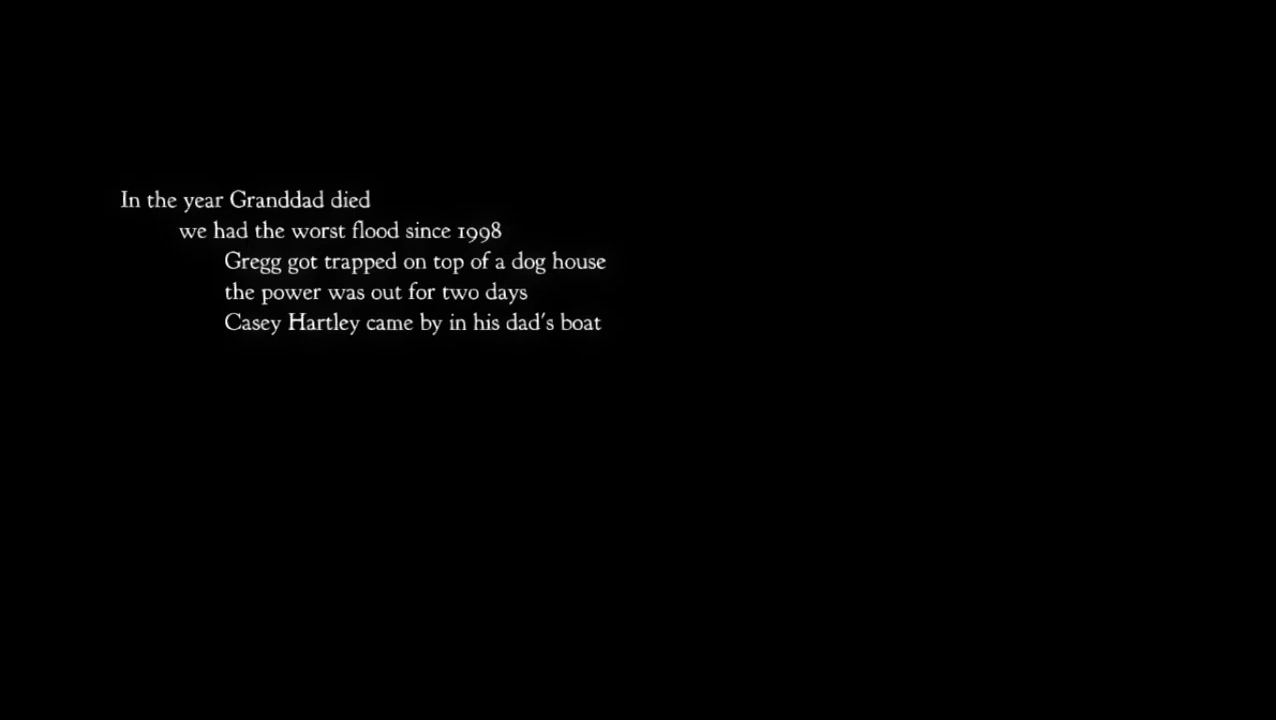 In the year Granddad died
we had the worst flood since 1998
Gregg got trapped on top of a dog house
the power was out for two days
Casey Hartley came by in his dad's boat